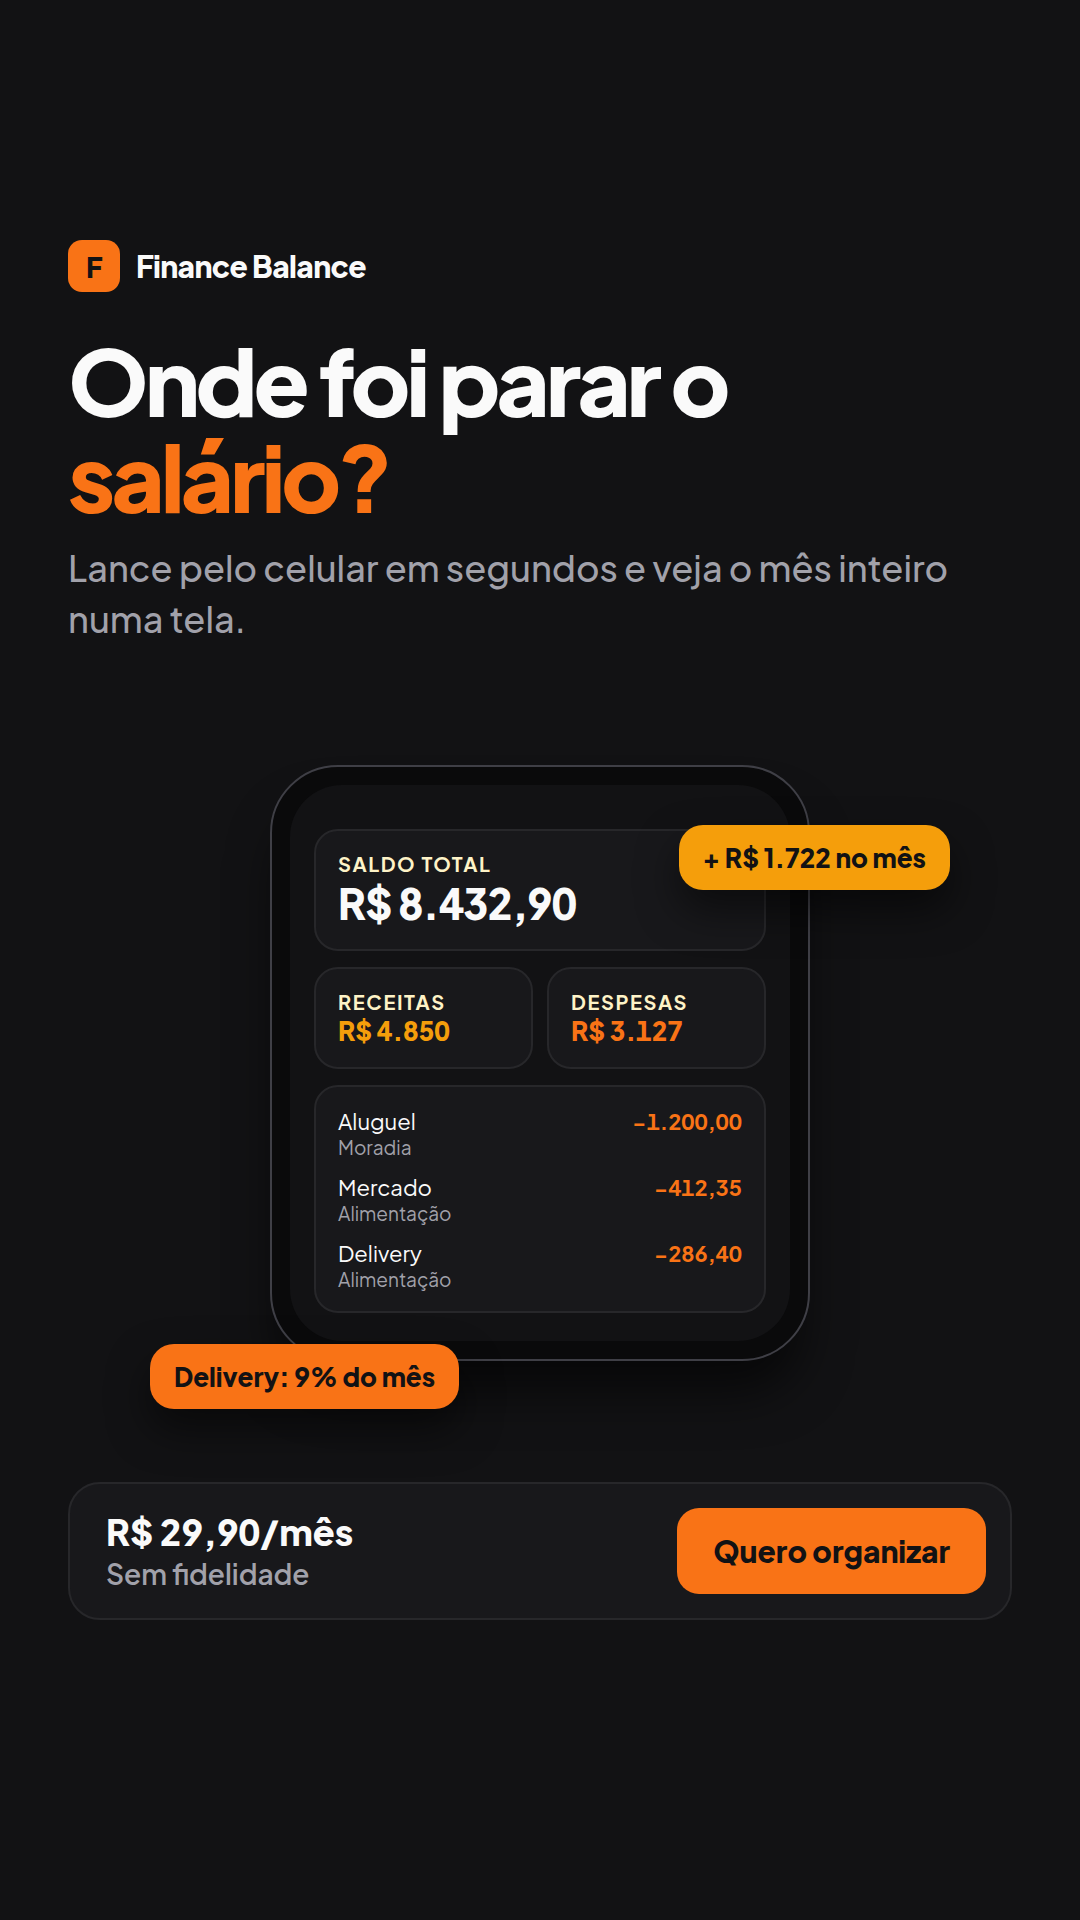 F Finance Balance
Onde foi parar o
salário?
Lance pelo celular em segundos e veja o mês inteiro
numa tela.
+ R$ 1.722 no mês
SALDO TOTAL
R$ 8.432,90
RECEITAS
R$ 4.850
DESPESAS
R$ 3.127
Aluguel −1.200,00
Moradia
Mercado −412,35
Alimentação
Delivery −286,40
Alimentação
Delivery: 9% do mês
R$ 29,90/mês
Sem fidelidade
Quero organizar